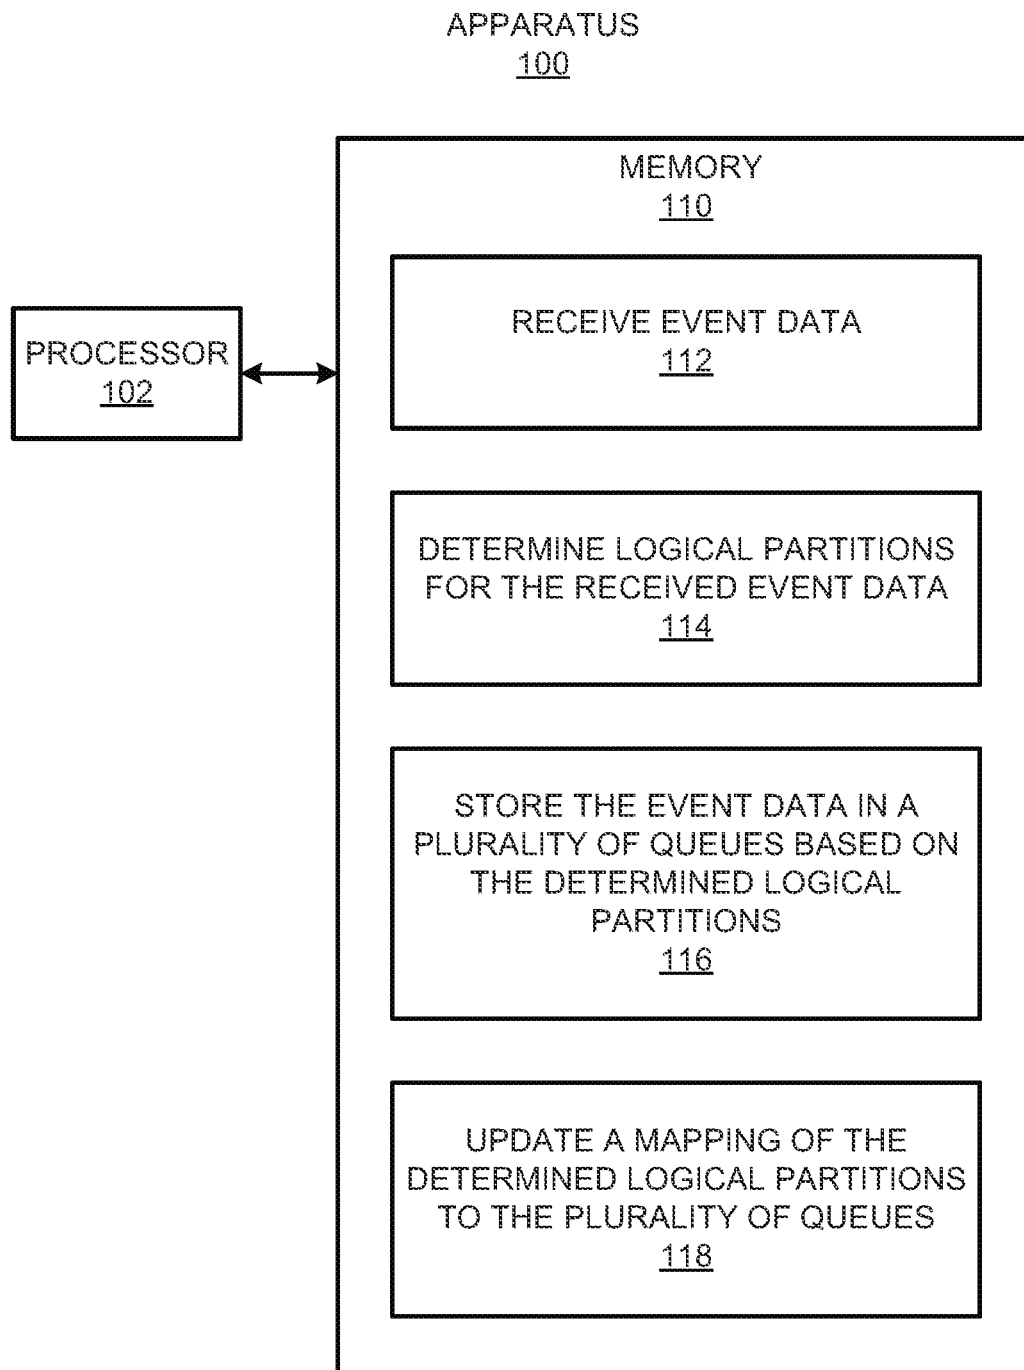 APPARATUS
100
MEMORY
110
RECEIVE EVENT DATA
112
PROCESSOR
102
DETERMINE LOGICAL PARTITIONS
FOR THE RECEIVED EVENT DATA
114
STORE THE EVENT DATA IN A
PLURALITY OF QUEUES BASED ON
THE DETERMINED LOGICAL
PARTITIONS
116
UPDATE A MAPPING OF THE
DETERMINED LOGICAL PARTITIONS
TO THE PLURALITY OF QUEUES
118